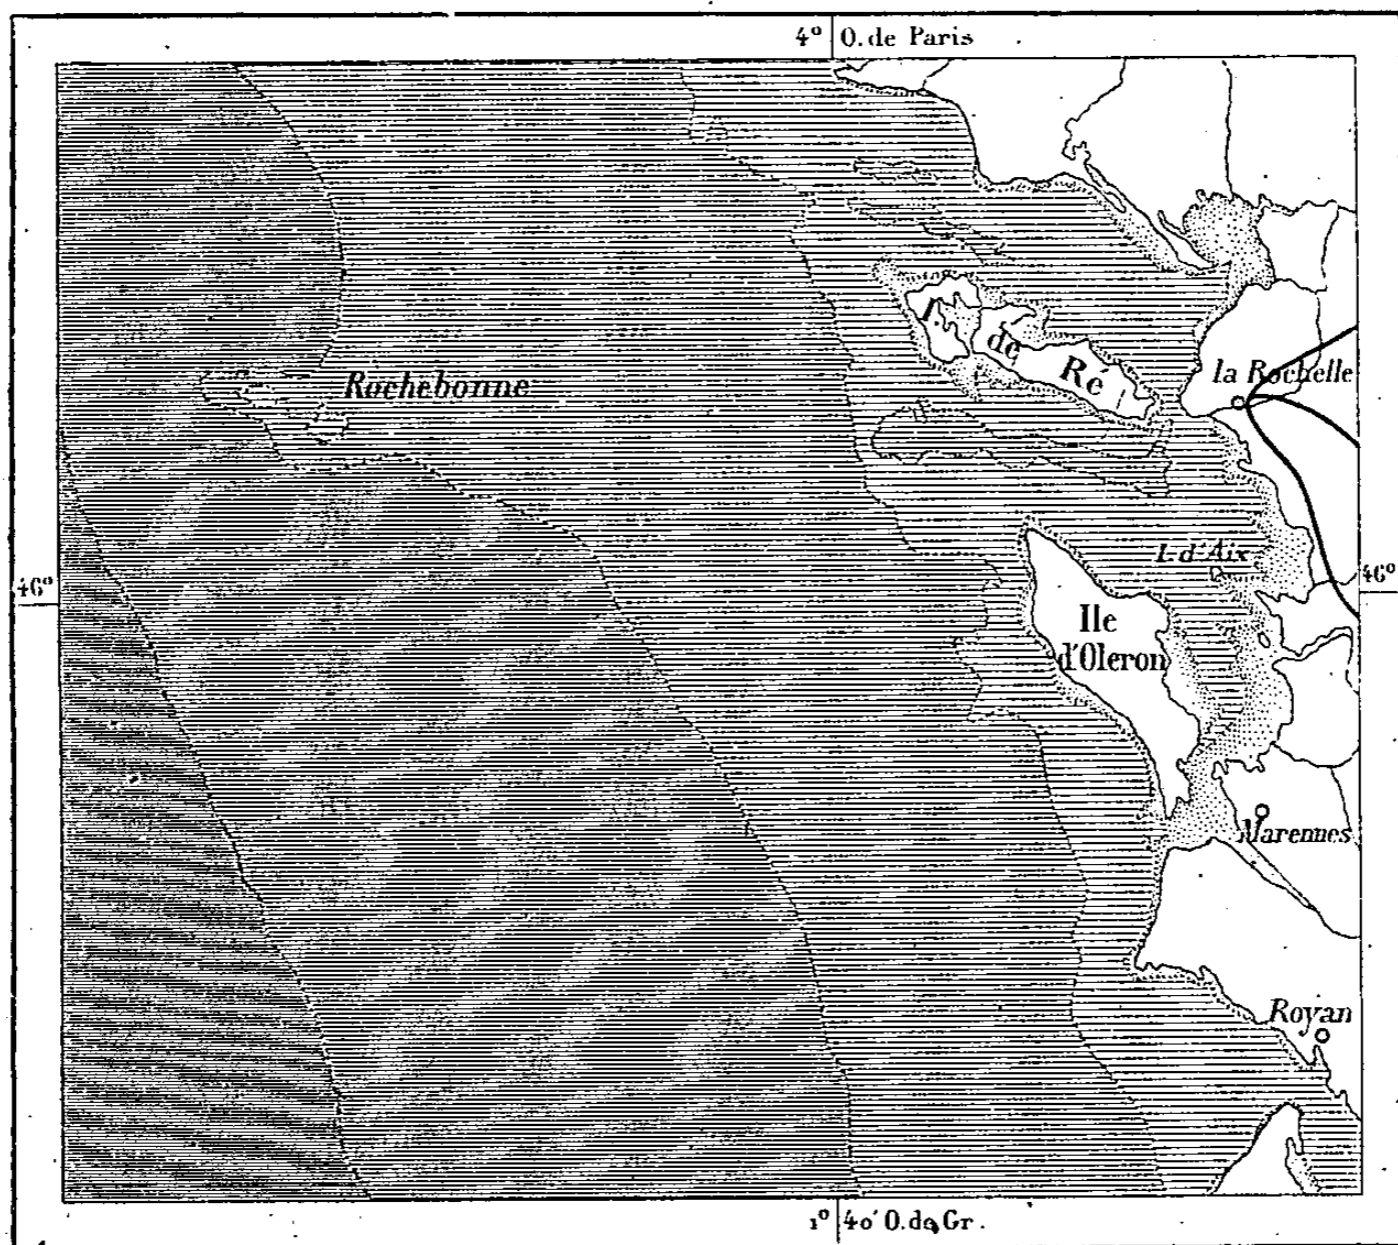 4° O. de Paris
I. de Ré
Rochebonne
la Rochelle
I. d'Aix
46°
46°
Ile
d'Oleron
Marennes
Royan
1° 40' O. de Gr.